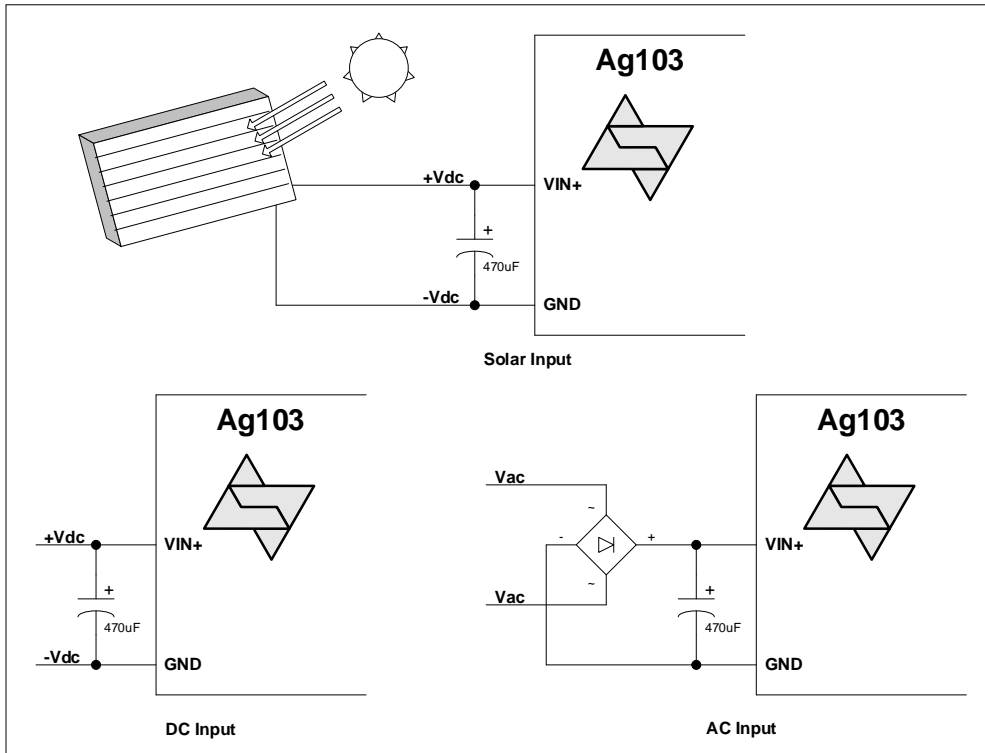 Ag103
+Vdc
VIN+
+
470uF
-Vdc
GND
Solar Input
Ag103
+Vdc
VIN+
+
470uF
-Vdc
GND
DC Input
Ag103
Vac
~
- +
VIN+
~
Vac
+
470uF
GND
AC Input